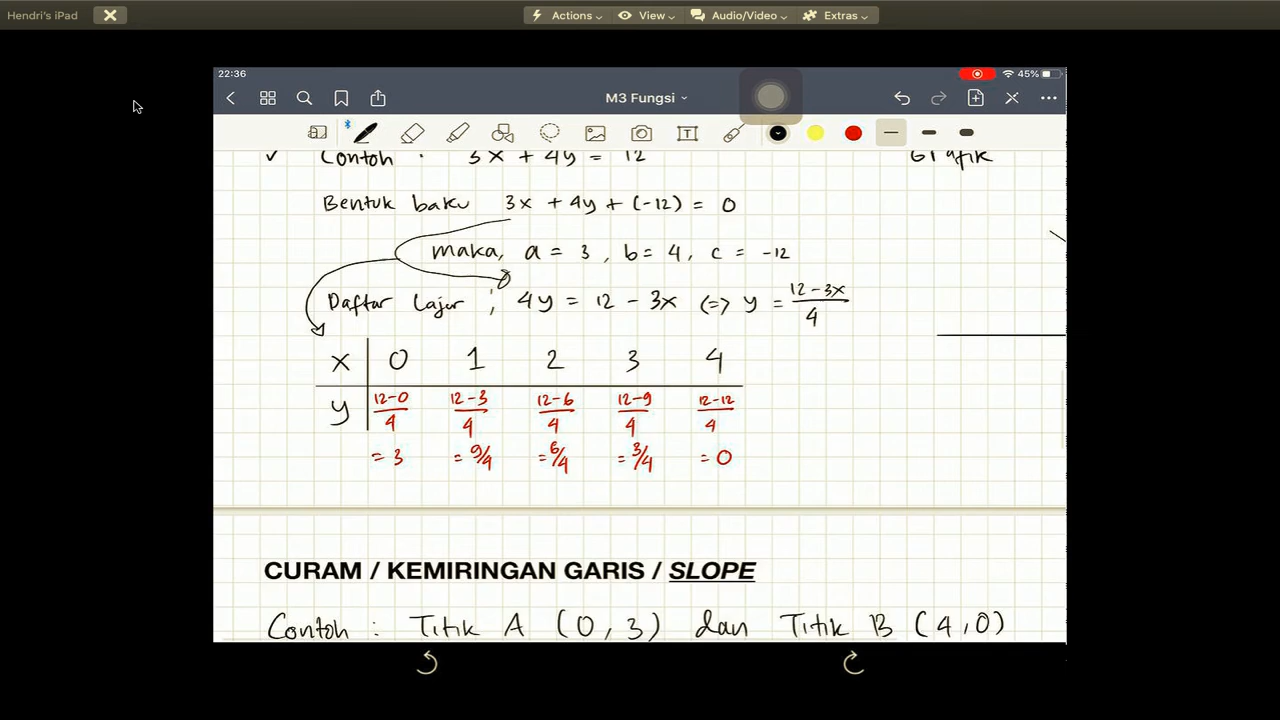 Hendri's iPad
Actions View Audio/Video Extras
22:36 45%
M3 Fungsi
Contoh : 3x + 4y = 12
Grafik
Bentuk baku 3x + 4y + (-12) = 0
maka, a = 3 , b = 4 , c = -12
Daftar Lajur ; 4y = 12 - 3x (=> y = 12-3x/4
x 0 1 2 3 4
y 12-0/4 12-3/4 12-6/4 12-9/4 12-12/4
= 3 = 9/4 = 6/4 = 3/4 = 0
CURAM / KEMIRINGAN GARIS / SLOPE
Contoh : Titik A (0,3) dan Titik B (4,0)